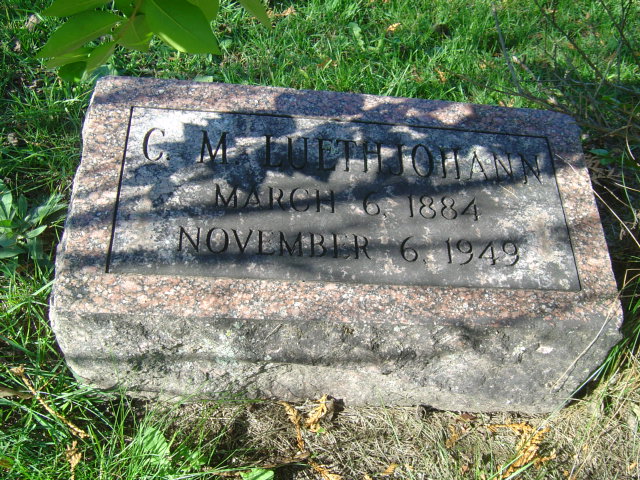 C. M. LUETHJOHANN
MARCH 6, 1884
NOVEMBER 6, 1949